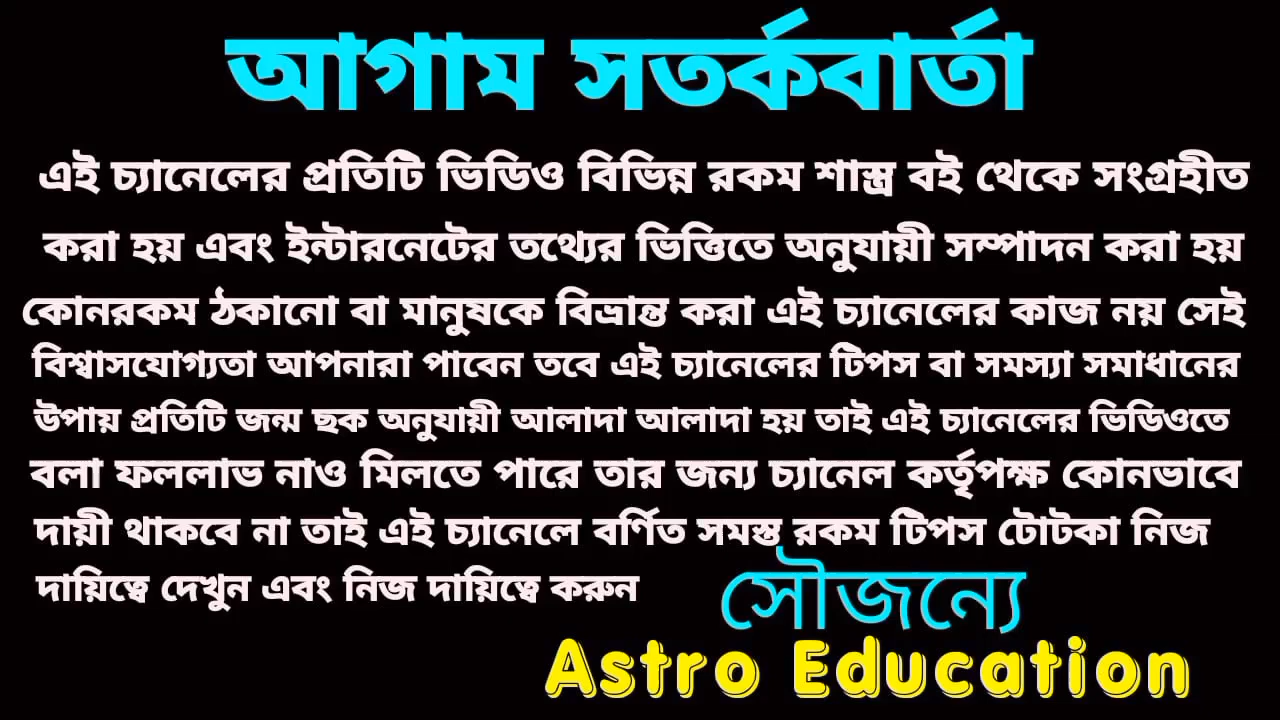 আগাম সতর্কবার্তা
এই চ্যানেলের প্রতিটি ভিডিও বিভিন্ন রকম শাস্ত্র বই থেকে সংগ্রহীত
করা হয় এবং ইন্টারনেটের তথ্যের ভিত্তিতে অনুযায়ী সম্পাদন করা হয়
কোনরকম ঠকানো বা মানুষকে বিভ্রান্ত করা এই চ্যানেলের কাজ নয় সেই
বিশ্বাসযোগ্যতা আপনারা পাবেন তবে এই চ্যানেলের টিপস বা সমস্যা সমাধানের
উপায় প্রতিটি জন্ম ছক অনুযায়ী আলাদা আলাদা হয় তাই এই চ্যানেলের ভিডিওতে
বলা ফললাভ নাও মিলতে পারে তার জন্য চ্যানেল কর্তৃপক্ষ কোনভাবে
দায়ী থাকবে না তাই এই চ্যানেলে বর্ণিত সমস্ত রকম টিপস টোটকা নিজ
দায়িত্বে দেখুন এবং নিজ দায়িত্বে করুন
সৌজন্যে
Astro Education